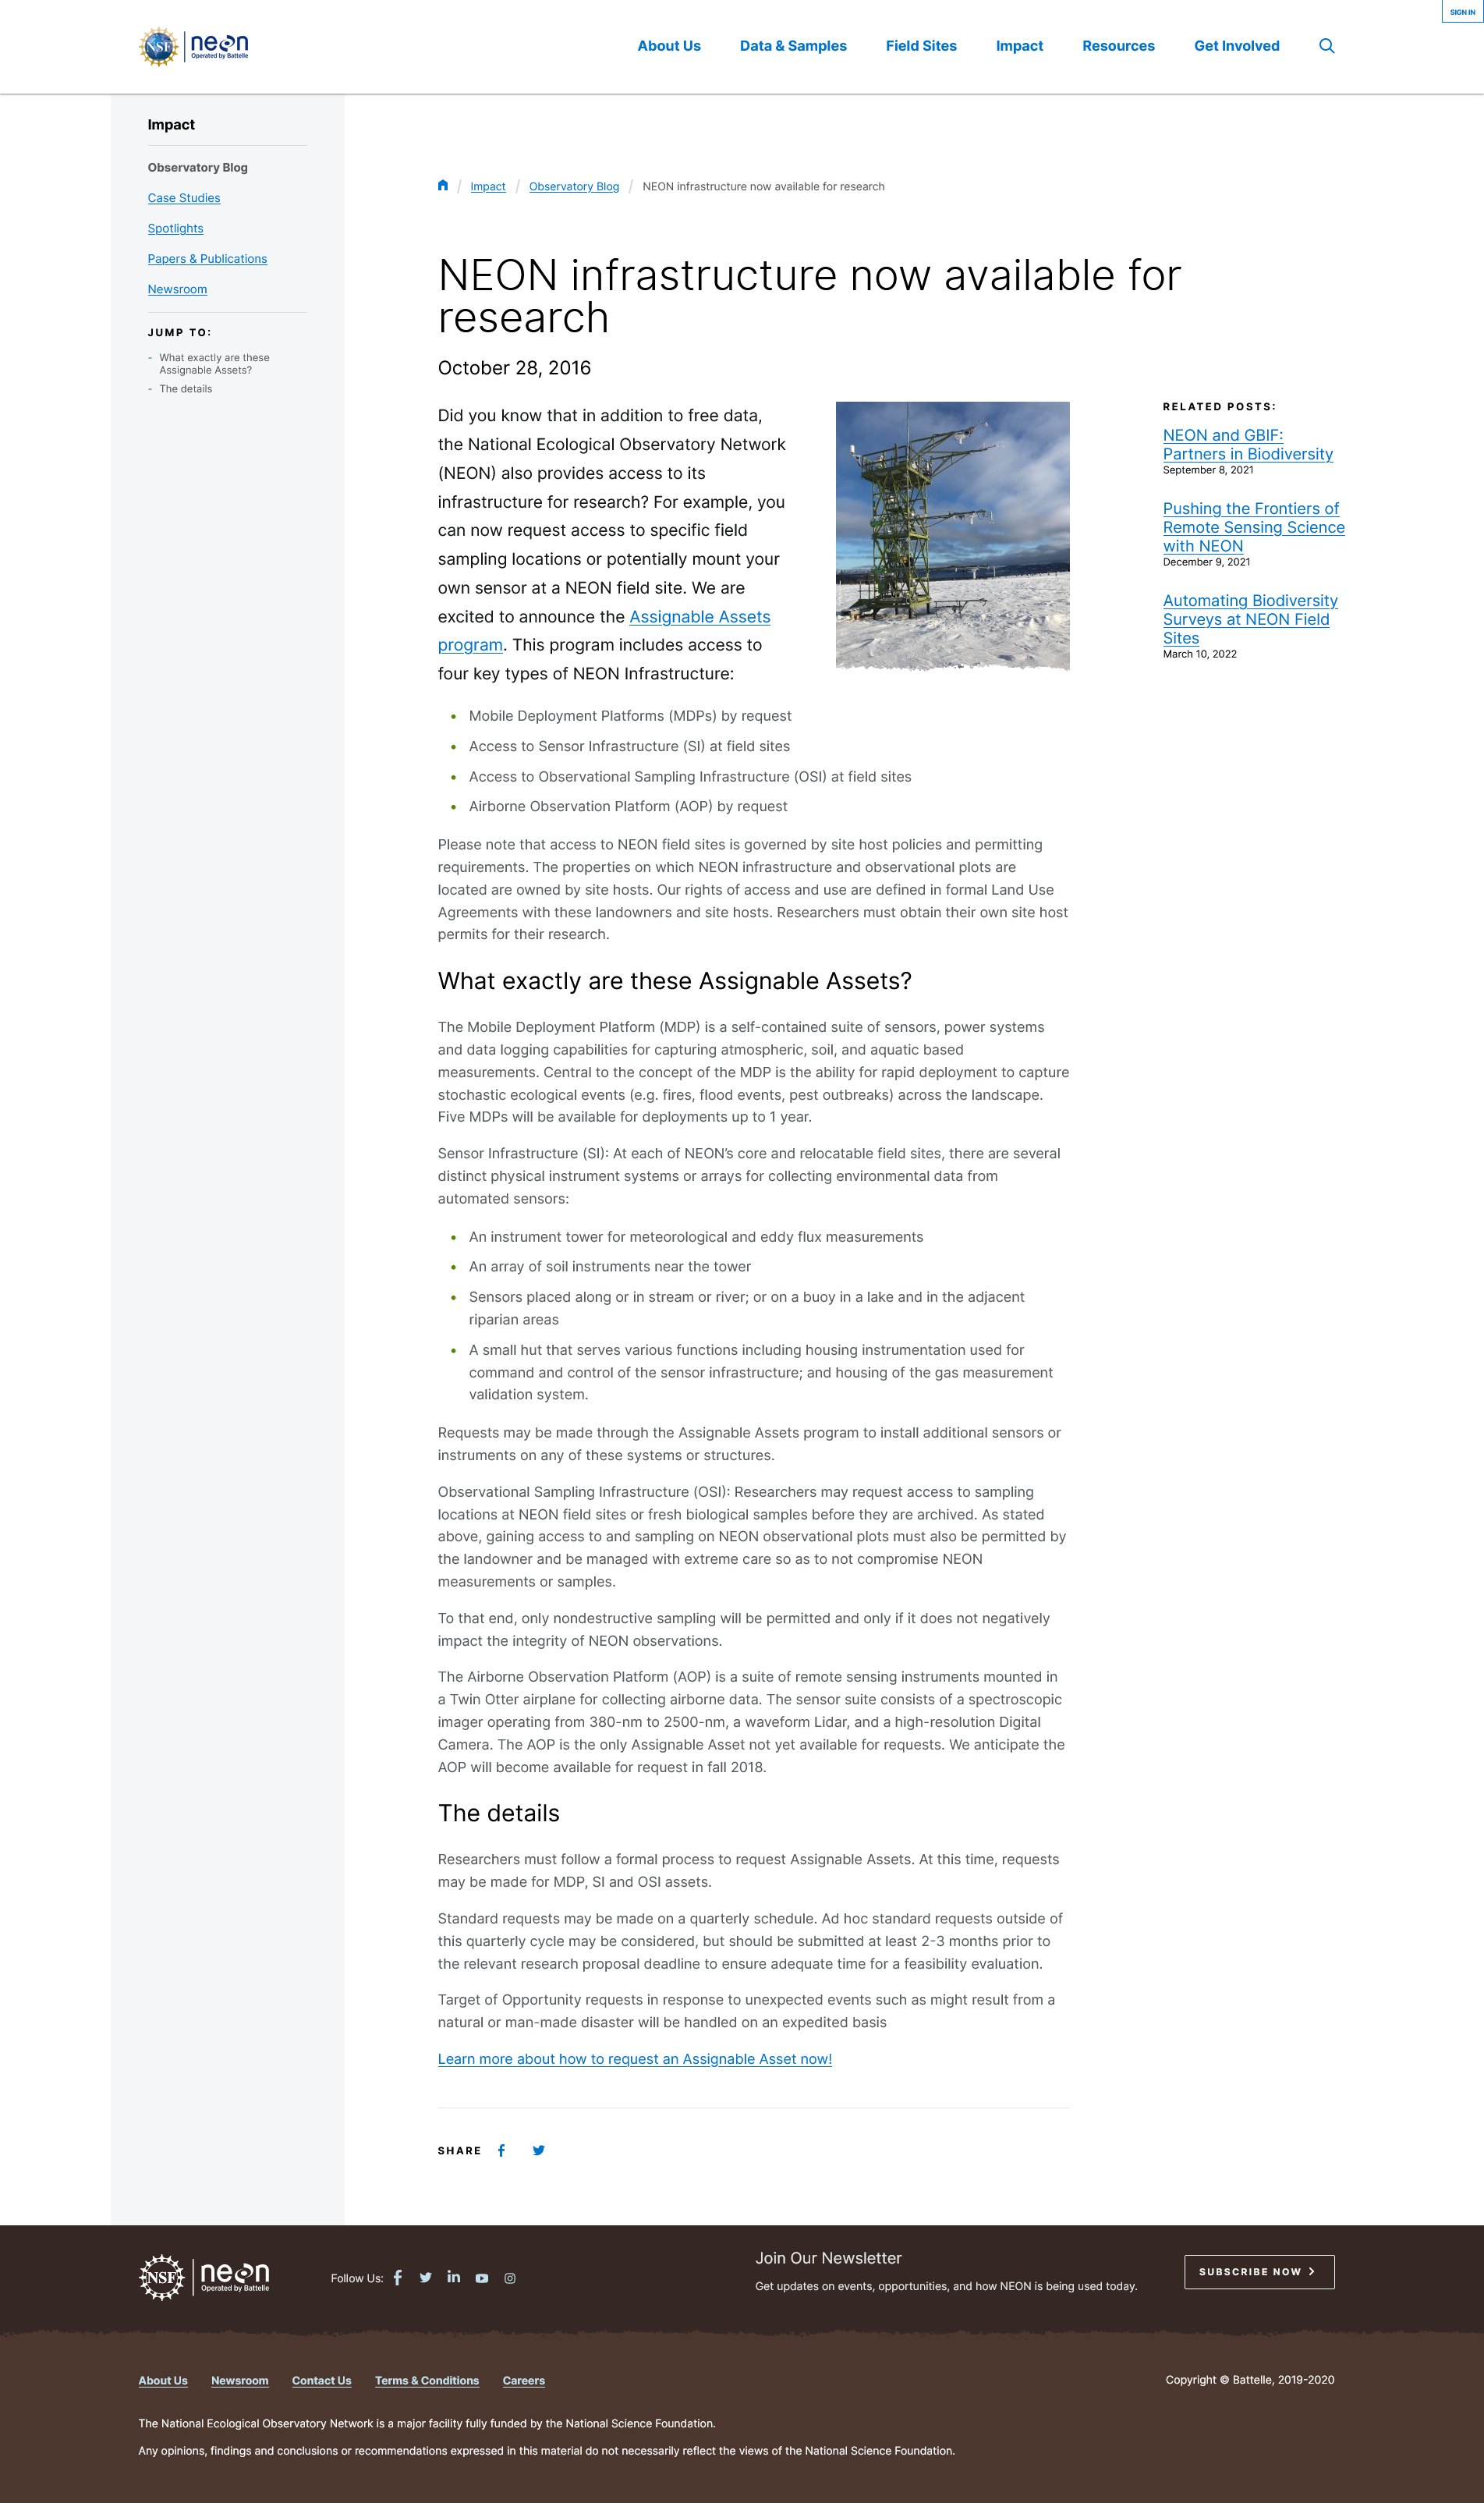 SIGN IN
NSF
neon
Operated by Battelle
About Us
Data & Samples
Field Sites
Impact
Resources
Get Involved
Impact
Observatory Blog
Case Studies
Spotlights
Papers & Publications
Newsroom
JUMP TO:
- What exactly are these
Assignable Assets?
- The details
/ Impact / Observatory Blog / NEON infrastructure now available for research
NEON infrastructure now available for
research
October 28, 2016
Did you know that in addition to free data,
the National Ecological Observatory Network
(NEON) also provides access to its
infrastructure for research? For example, you
can now request access to specific field
sampling locations or potentially mount your
own sensor at a NEON field site. We are
excited to announce the Assignable Assets
program. This program includes access to
four key types of NEON Infrastructure:
• Mobile Deployment Platforms (MDPs) by request
• Access to Sensor Infrastructure (SI) at field sites
• Access to Observational Sampling Infrastructure (OSI) at field sites
• Airborne Observation Platform (AOP) by request
Please note that access to NEON field sites is governed by site host policies and permitting
requirements. The properties on which NEON infrastructure and observational plots are
located are owned by site hosts. Our rights of access and use are defined in formal Land Use
Agreements with these landowners and site hosts. Researchers must obtain their own site host
permits for their research.
What exactly are these Assignable Assets?
The Mobile Deployment Platform (MDP) is a self-contained suite of sensors, power systems
and data logging capabilities for capturing atmospheric, soil, and aquatic based
measurements. Central to the concept of the MDP is the ability for rapid deployment to capture
stochastic ecological events (e.g. fires, flood events, pest outbreaks) across the landscape.
Five MDPs will be available for deployments up to 1 year.
Sensor Infrastructure (SI): At each of NEON’s core and relocatable field sites, there are several
distinct physical instrument systems or arrays for collecting environmental data from
automated sensors:
• An instrument tower for meteorological and eddy flux measurements
• An array of soil instruments near the tower
• Sensors placed along or in stream or river; or on a buoy in a lake and in the adjacent
riparian areas
• A small hut that serves various functions including housing instrumentation used for
command and control of the sensor infrastructure; and housing of the gas measurement
validation system.
Requests may be made through the Assignable Assets program to install additional sensors or
instruments on any of these systems or structures.
Observational Sampling Infrastructure (OSI): Researchers may request access to sampling
locations at NEON field sites or fresh biological samples before they are archived. As stated
above, gaining access to and sampling on NEON observational plots must also be permitted by
the landowner and be managed with extreme care so as to not compromise NEON
measurements or samples.
To that end, only nondestructive sampling will be permitted and only if it does not negatively
impact the integrity of NEON observations.
The Airborne Observation Platform (AOP) is a suite of remote sensing instruments mounted in
a Twin Otter airplane for collecting airborne data. The sensor suite consists of a spectroscopic
imager operating from 380-nm to 2500-nm, a waveform Lidar, and a high-resolution Digital
Camera. The AOP is the only Assignable Asset not yet available for requests. We anticipate the
AOP will become available for request in fall 2018.
The details
Researchers must follow a formal process to request Assignable Assets. At this time, requests
may be made for MDP, SI and OSI assets.
Standard requests may be made on a quarterly schedule. Ad hoc standard requests outside of
this quarterly cycle may be considered, but should be submitted at least 2-3 months prior to
the relevant research proposal deadline to ensure adequate time for a feasibility evaluation.
Target of Opportunity requests in response to unexpected events such as might result from a
natural or man-made disaster will be handled on an expedited basis
Learn more about how to request an Assignable Asset now!
SHARE
RELATED POSTS:
NEON and GBIF:
Partners in Biodiversity
September 8, 2021
Pushing the Frontiers of
Remote Sensing Science
with NEON
December 9, 2021
Automating Biodiversity
Surveys at NEON Field
Sites
March 10, 2022
NSF
neon
Operated by Battelle
Follow Us:
Join Our Newsletter
Get updates on events, opportunities, and how NEON is being used today.
SUBSCRIBE NOW
About Us
Newsroom
Contact Us
Terms & Conditions
Careers
Copyright © Battelle, 2019-2020
The National Ecological Observatory Network is a major facility fully funded by the National Science Foundation.
Any opinions, findings and conclusions or recommendations expressed in this material do not necessarily reflect the views of the National Science Foundation.